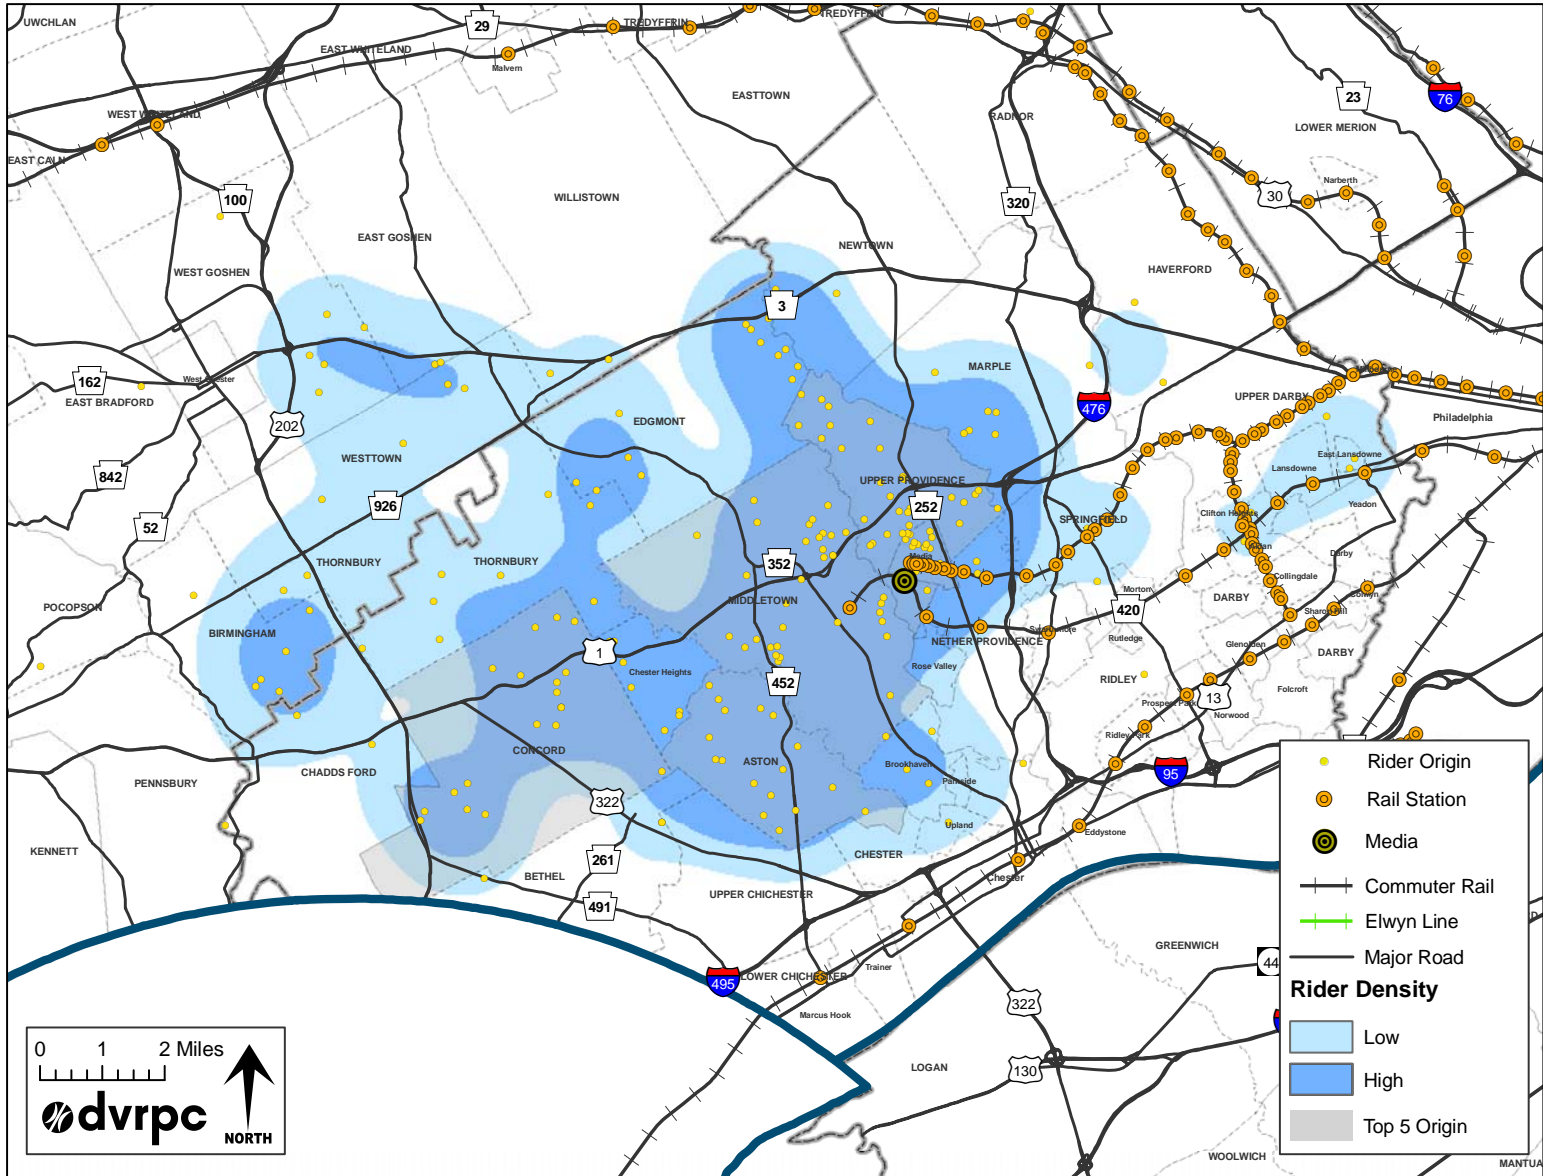 UWCHLAN
29
TREDYFFRIN
TREDYFFRIN
EAST WHITELAND
Malvern
EASTTOWN
23
76
WEST WHITELAND
RADNOR
LOWER MERION
EAST CALN
Narberth
100
WILLISTOWN
320
30
EAST GOSHEN
NEWTOWN
WEST GOSHEN
HAVERFORD
3
162
West Chester
MARPLE
EAST BRADFORD
476
UPPER DARBY
202
EDGMONT
Philadelphia
WESTTOWN
East Lansdowne
842
Lansdowne
UPPER PROVIDENCE
926
252
Yeadon
52
SPRINGFIELD
Clifton Heights
Media
Aldan
Darby
THORNBURY
THORNBURY
352
Collingdale
Morton
Colwyn
POCOPSON
MIDDLETOWN
420
DARBY
Sharon Hill
BIRMINGHAM
Swarthmore
NETHER PROVIDENCE
Rutledge
Glenolden
1
DARBY
Chester Heights
Rose Valley
452
RIDLEY
Folcroft
13
Prospect Park
Norwood
Ridley Park
CONCORD
ASTON
Brookhaven
CHADDS FORD
PENNSBURY
Parkside
95
322
Upland
Eddystone
KENNETT
261
CHESTER
BETHEL
Chester
UPPER CHICHESTER
491
GREENWICH
44
Trainer
LOWER CHICHESTER
495
322
Marcus Hook
LOGAN
130
WOOLWICH
MANTUA
Rider Origin
Rail Station
Media
Commuter Rail
Elwyn Line
Major Road
Rider Density
Low
High
Top 5 Origin
0 1 2 Miles
dvrpc
NORTH